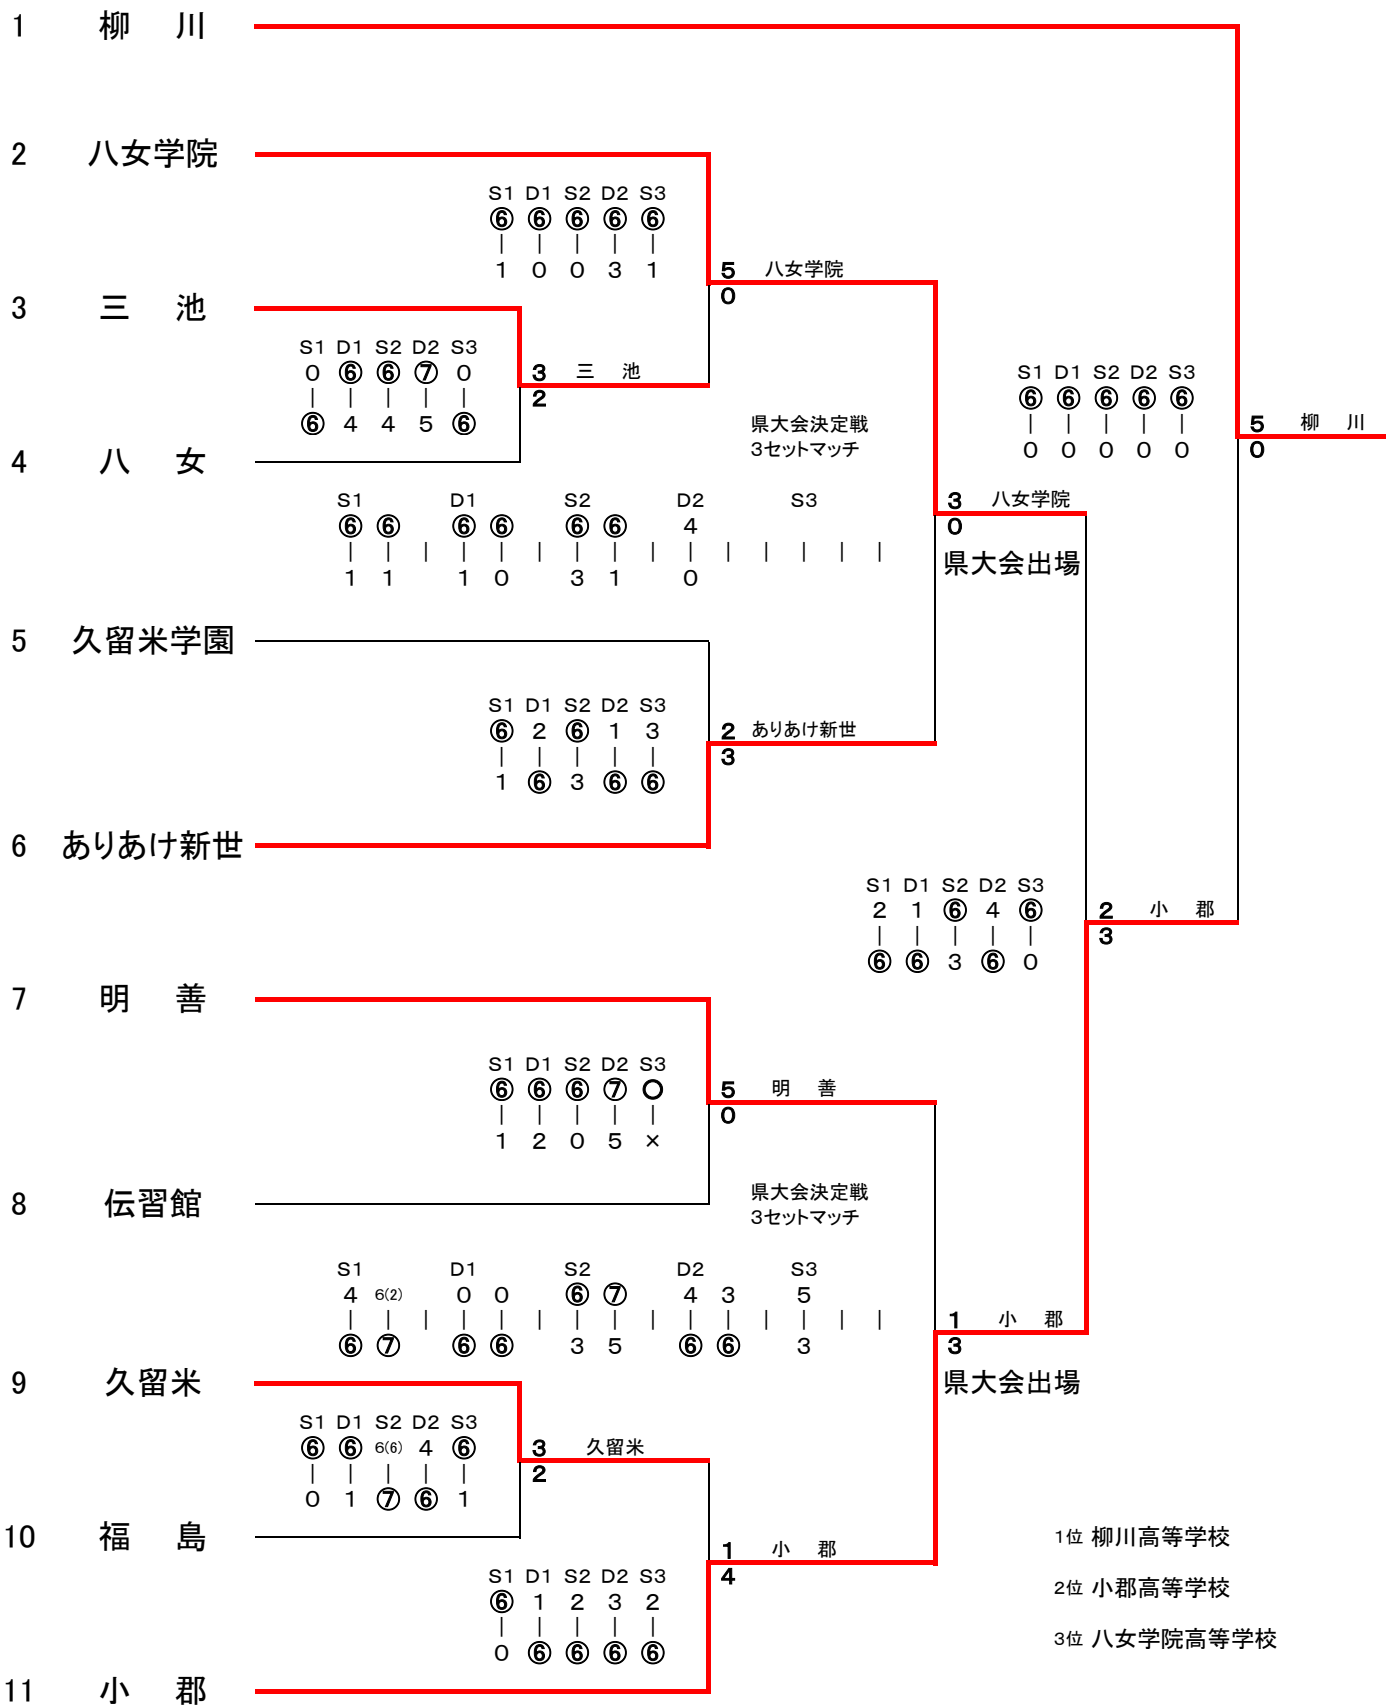 1 柳 川
2 八女学院
S1 D1 S2 D2 S3
⑥ ⑥ ⑥ ⑥ ⑥
| | | | |
1 0 0 3 1
5 八女学院
0
3 三 池
S1 D1 S2 D2 S3
0 ⑥ ⑥ ⑦ 0
| | | | |
⑥ 4 4 5 ⑥
3 三 池
2
S1 D1 S2 D2 S3
⑥ ⑥ ⑥ ⑥ ⑥
| | | | |
0 0 0 0 0
5 柳 川
0
県大会決定戦
3セットマッチ
4 八 女
S1 D1 S2 D2 S3
⑥ ⑥ ⑥ ⑥ ⑥ ⑥ 4
| | | | | | | | | | | | | | |
1 1 1 0 3 1 0
3 八女学院
0
県大会出場
5 久留米学園
S1 D1 S2 D2 S3
⑥ 2 ⑥ 1 3
| | | | |
1 ⑥ 3 ⑥ ⑥
2 ありあけ新世
3
6 ありあけ新世
S1 D1 S2 D2 S3
2 1 ⑥ 4 ⑥
| | | | |
⑥ ⑥ 3 ⑥ 0
2 小 郡
3
7 明 善
S1 D1 S2 D2 S3
⑥ ⑥ ⑥ ⑦ ○
| | | | |
1 2 0 5 ×
5 明 善
0
県大会決定戦
3セットマッチ
8 伝習館
S1 D1 S2 D2 S3
4 6(2) 0 0 ⑥ ⑦ 4 3 5
| | | | | | | | | | | | | | |
⑥ ⑦ ⑥ ⑥ 3 5 ⑥ ⑥ 3
1 小 郡
3
県大会出場
9 久留米
S1 D1 S2 D2 S3
⑥ ⑥ 6(6) 4 ⑥
| | | | |
0 1 ⑦ ⑥ 1
3 久留米
2
10 福 島
S1 D1 S2 D2 S3
⑥ 1 2 3 2
| | | | |
0 ⑥ ⑥ ⑥ ⑥
1 小 郡
4
11 小 郡
1位 柳川高等学校
2位 小郡高等学校
3位 八女学院高等学校